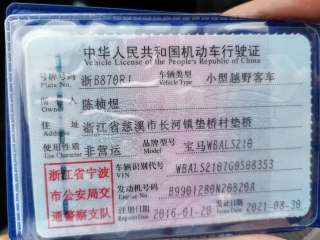 中华人民共和国机动车行驶证
Vehicle License of the People's Republic of China
号牌号码 浙B870RJ 车辆类型 小型越野客车
Plate No. Vehicle Type
所有人 陈桢煜
Owner
住址 浙江省慈溪市长河镇垫桥村垫桥
Address
使用性质 非营运 品牌型号 宝马WBALS210
Use Character Model
浙江省宁波
市公安局交
通警察支队
车辆识别代号 WBALS2107G0S08353
VIN
发动机号码 B9901280N20B20A
Engine No.
注册日期 2016-01-20 发证日期 2021-08-30
Register Date Issue Date